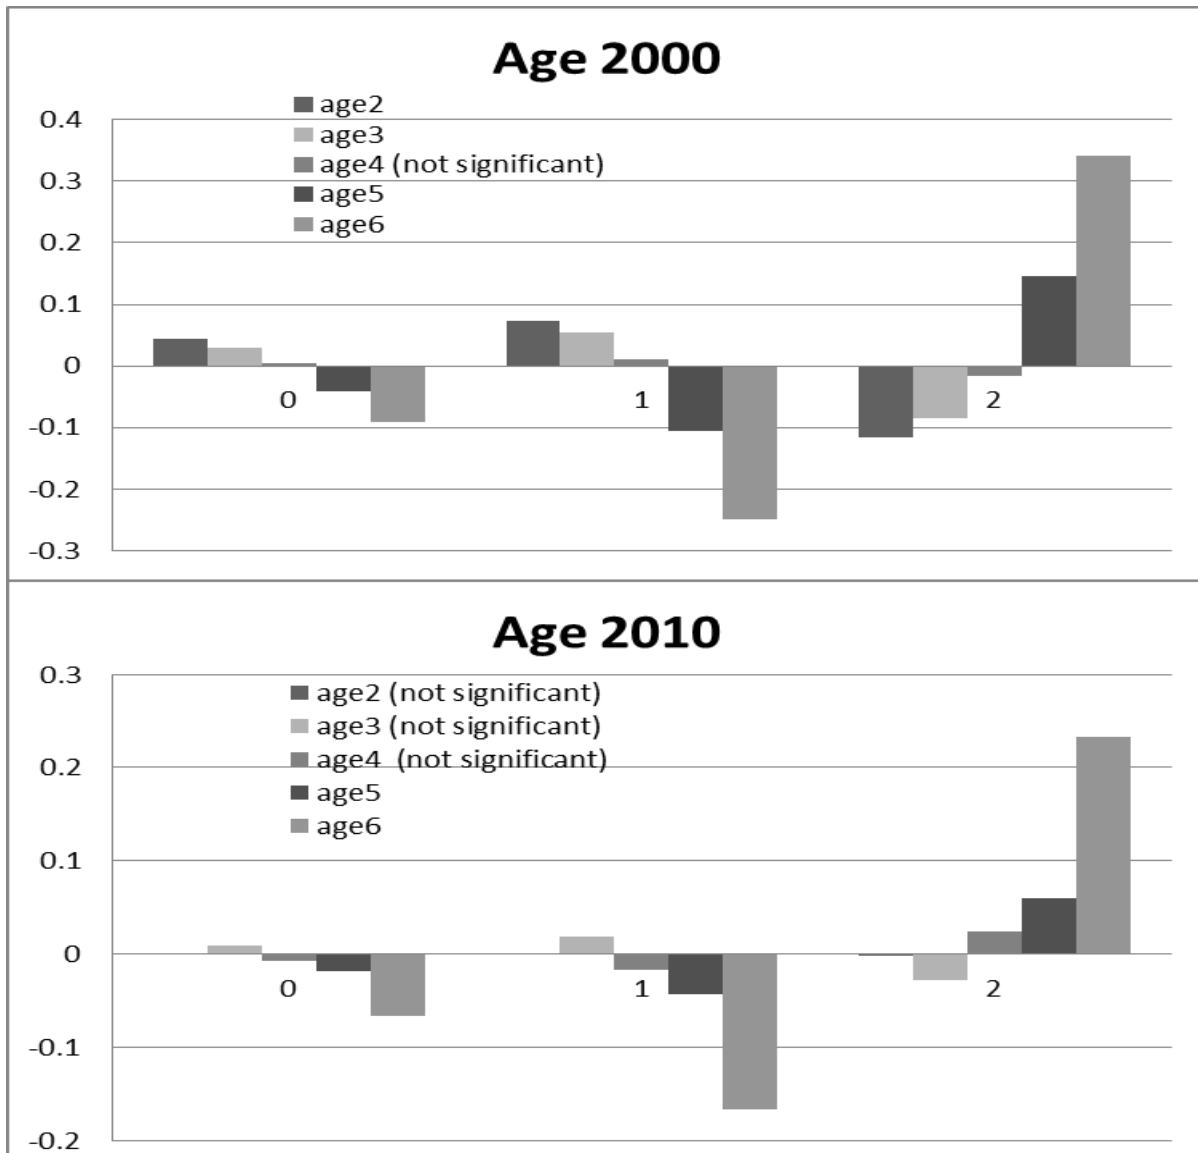 Age 2000
age2
age3
age4 (not significant)
age5
age6
0.4
0.3
0.2
0.1
0
-0.1
-0.2
-0.3
0 1 2
Age 2010
age2 (not significant)
age3 (not significant)
age4 (not significant)
age5
age6
0.3
0.2
0.1
0
-0.1
-0.2
0 1 2